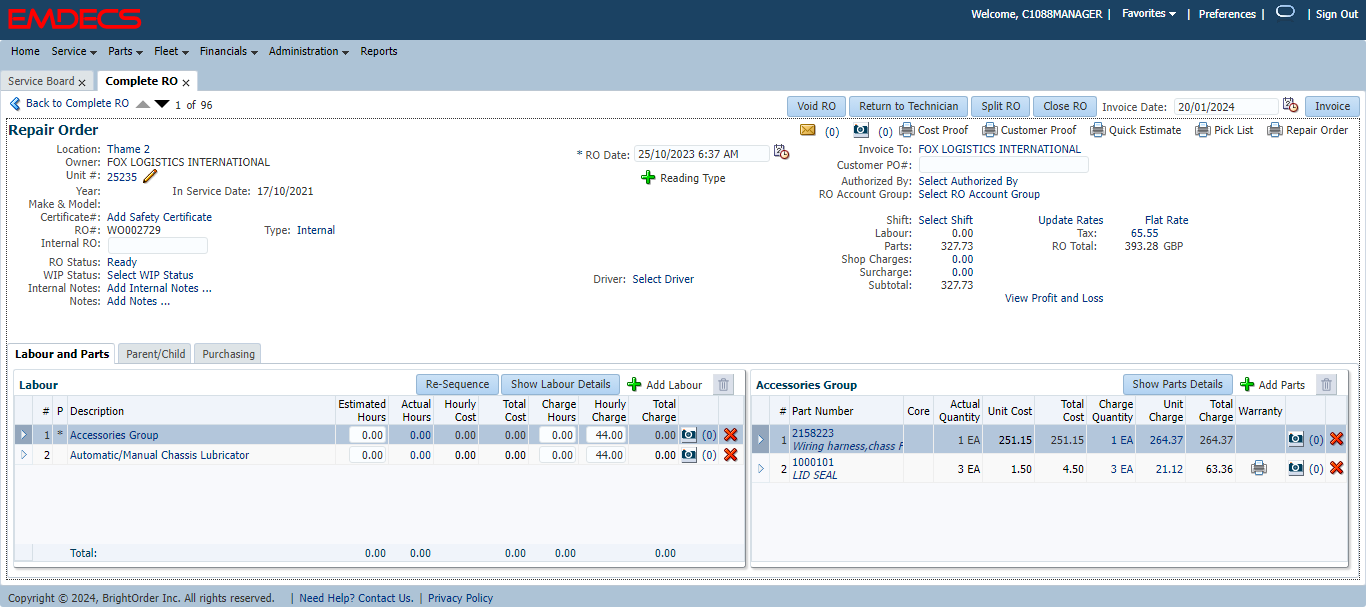 EMDECS
Welcome, C1088MANAGER | Favorites | Preferences | | Sign Out
Home Service Parts Fleet Financials Administration Reports
Service Board x Complete RO x
Back to Complete RO 1 of 96 Void RO Return to Technician Split RO Close RO Invoice Date: 20/01/2024 Invoice
Repair Order (0) (0) Cost Proof Customer Proof Quick Estimate Pick List Repair Order
Location: Thame 2 * RO Date: 25/10/2023 6:37 AM Invoice To: FOX LOGISTICS INTERNATIONAL
Owner: FOX LOGISTICS INTERNATIONAL Customer PO#:
Unit #: 25235 Reading Type Authorized By: Select Authorized By
Year: In Service Date: 17/10/2021 RO Account Group: Select RO Account Group
Make & Model:
Certificate#: Add Safety Certificate Shift: Select Shift Update Rates Flat Rate
RO#: WO002729 Type: Internal Labour: 0.00 Tax: 65.55
Internal RO: Parts: 327.73 RO Total: 393.28 GBP
RO Status: Ready Shop Charges: 0.00
WIP Status: Select WIP Status Driver: Select Driver Surcharge: 0.00
Internal Notes: Add Internal Notes ... Subtotal: 327.73
Notes: Add Notes ... View Profit and Loss
Labour and Parts Parent/Child Purchasing
Labour Re-Sequence Show Labour Details Add Labour
# P Description Estimated Hours Actual Hours Hourly Cost Total Cost Charge Hours Hourly Charge Total Charge
1 * Accessories Group 0.00 0.00 0.00 0.00 0.00 44.00 0.00 (0)
2 Automatic/Manual Chassis Lubricator 0.00 0.00 0.00 0.00 0.00 44.00 0.00 (0)
Total: 0.00 0.00 0.00 0.00 0.00
Accessories Group Show Parts Details Add Parts
# Part Number Core Actual Quantity Unit Cost Total Cost Charge Quantity Unit Charge Total Charge Warranty
1 2158223 1 EA 251.15 251.15 1 EA 264.37 264.37 (0)
Wiring harness,chass F
2 1000101 3 EA 1.50 4.50 3 EA 21.12 63.36 (0)
LID SEAL
Copyright © 2024, BrightOrder Inc. All rights reserved. | Need Help? Contact Us. | Privacy Policy